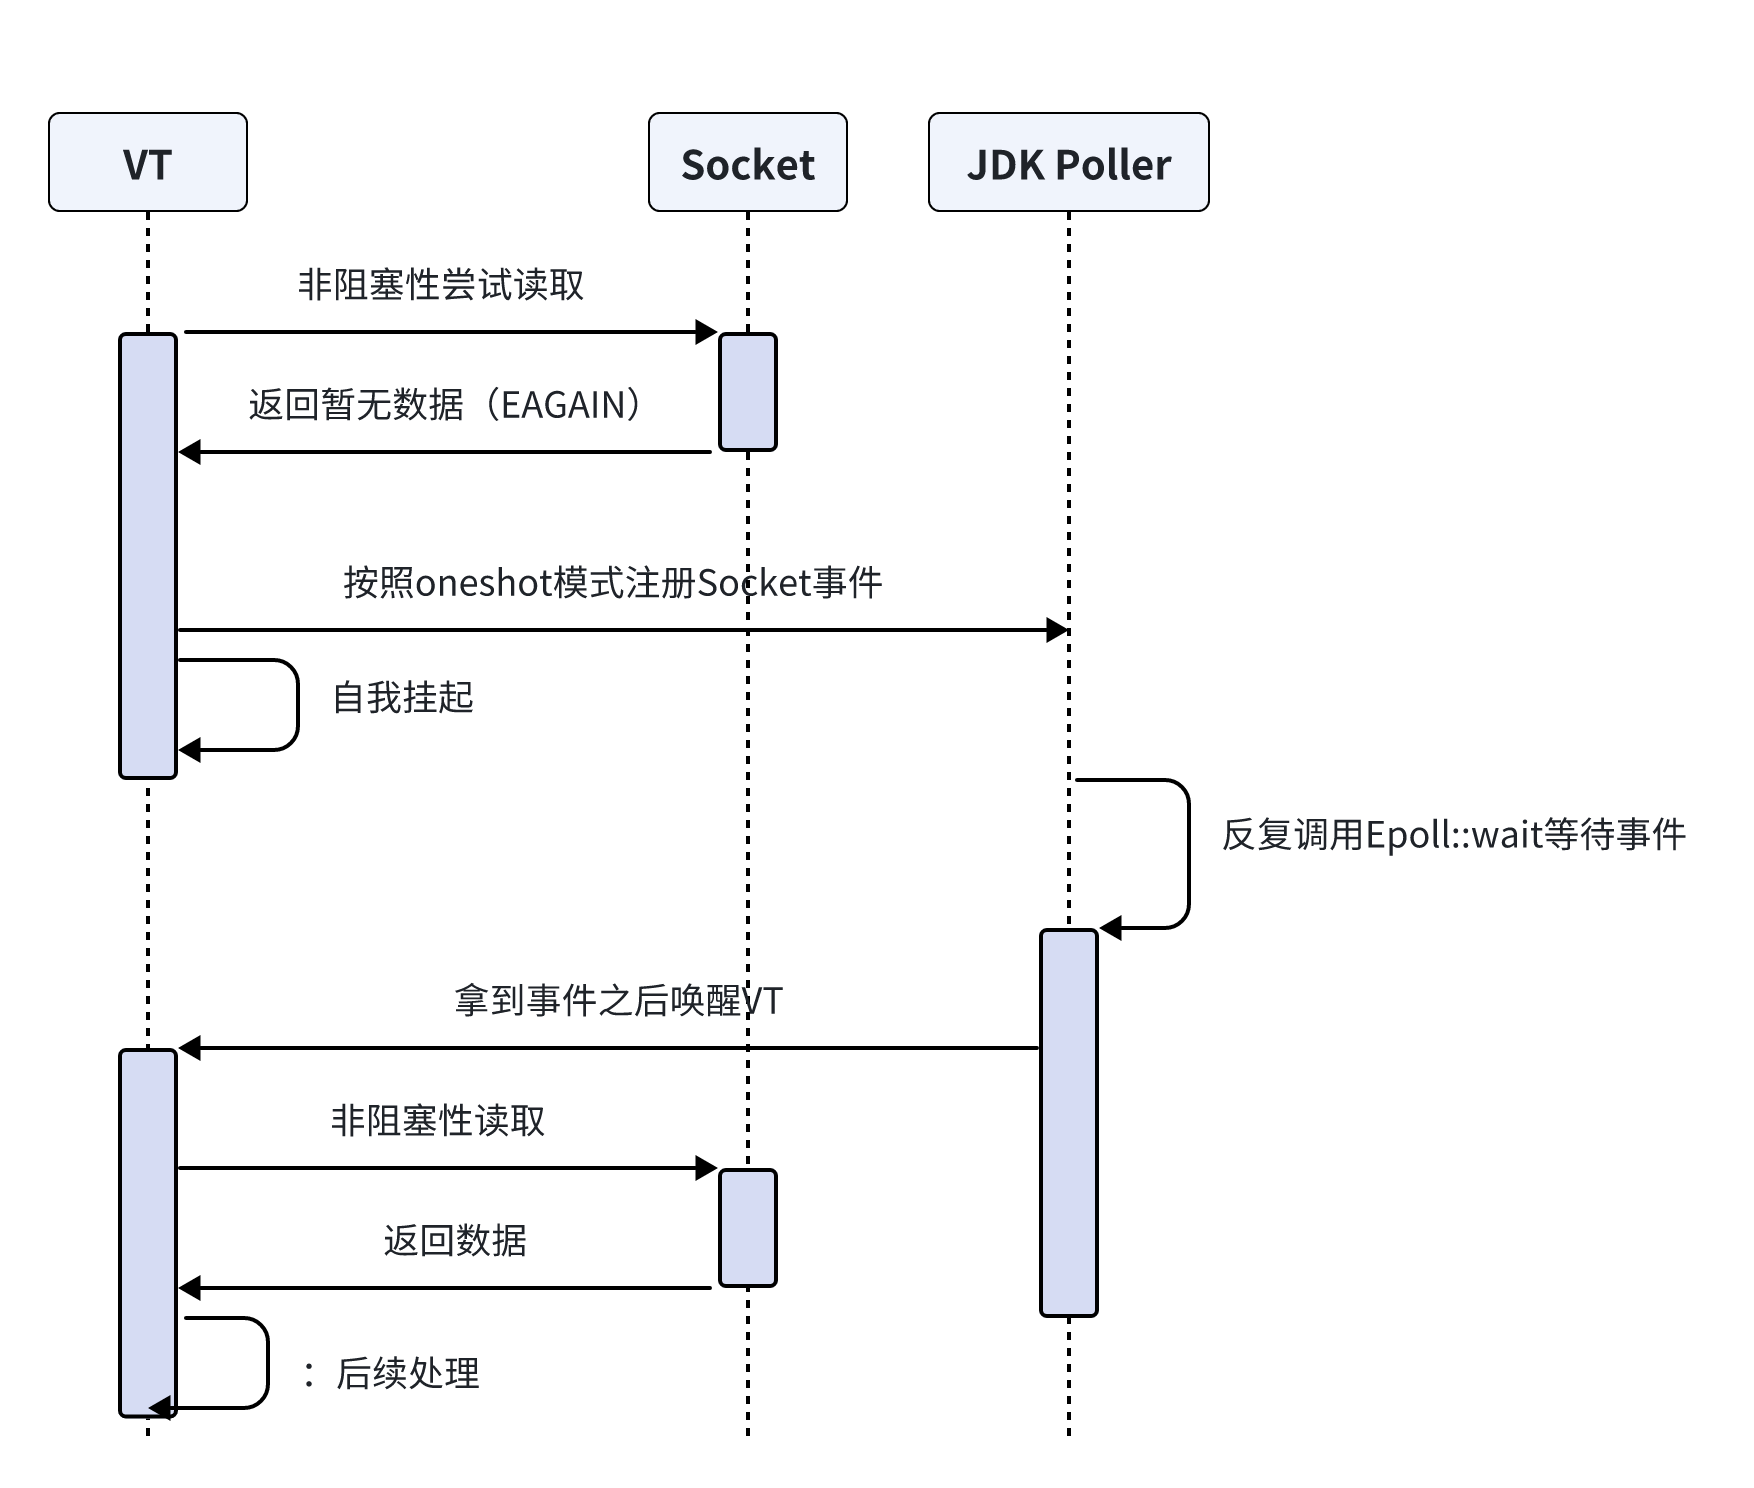 VT
Socket
JDK Poller
非阻塞性尝试读取
返回暂无数据（EAGAIN）
按照oneshot模式注册Socket事件
自我挂起
反复调用Epoll::wait等待事件
拿到事件之后唤醒VT
非阻塞性读取
返回数据
：后续处理